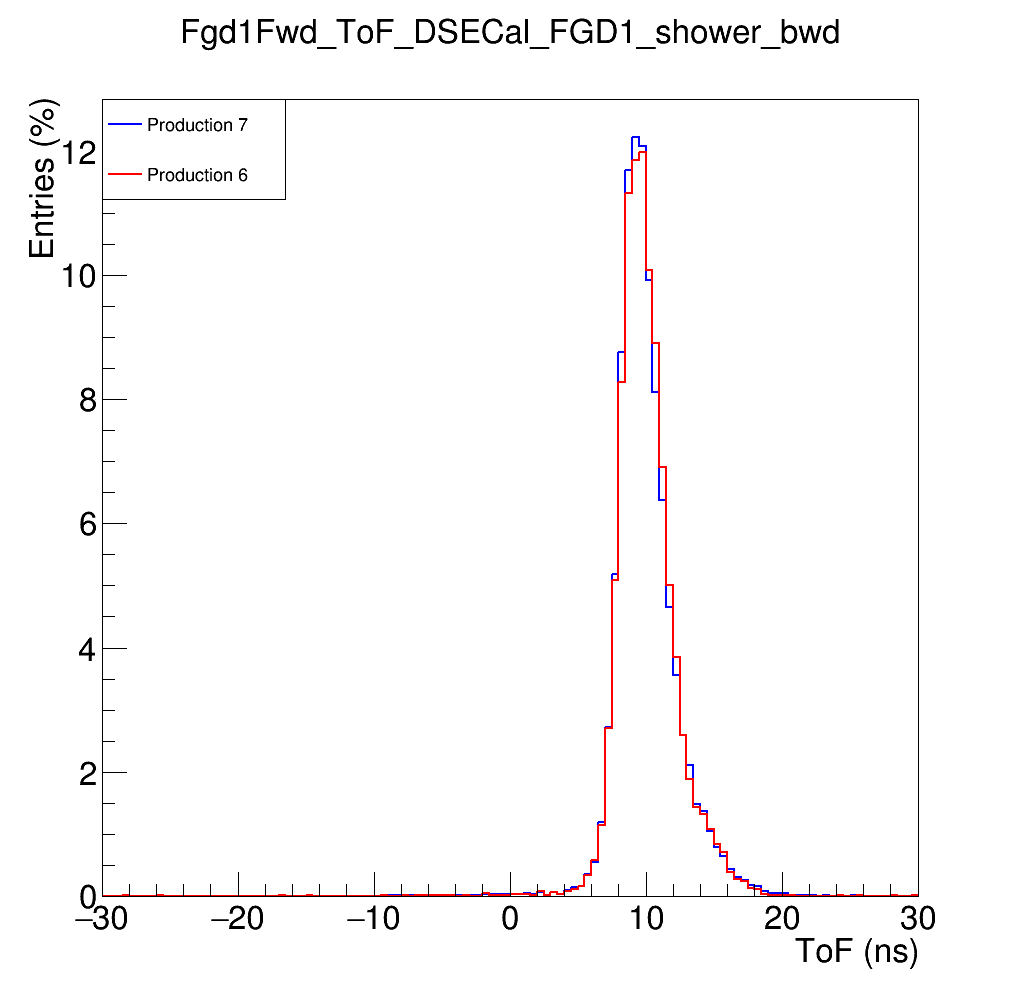 Fgd1Fwd_ToF_DSECal_FGD1_shower_bwd
Entries (%)
Production 7
Production 6
12
10
8
6
4
2
0
−30 −20 −10 0 10 20 30
ToF (ns)